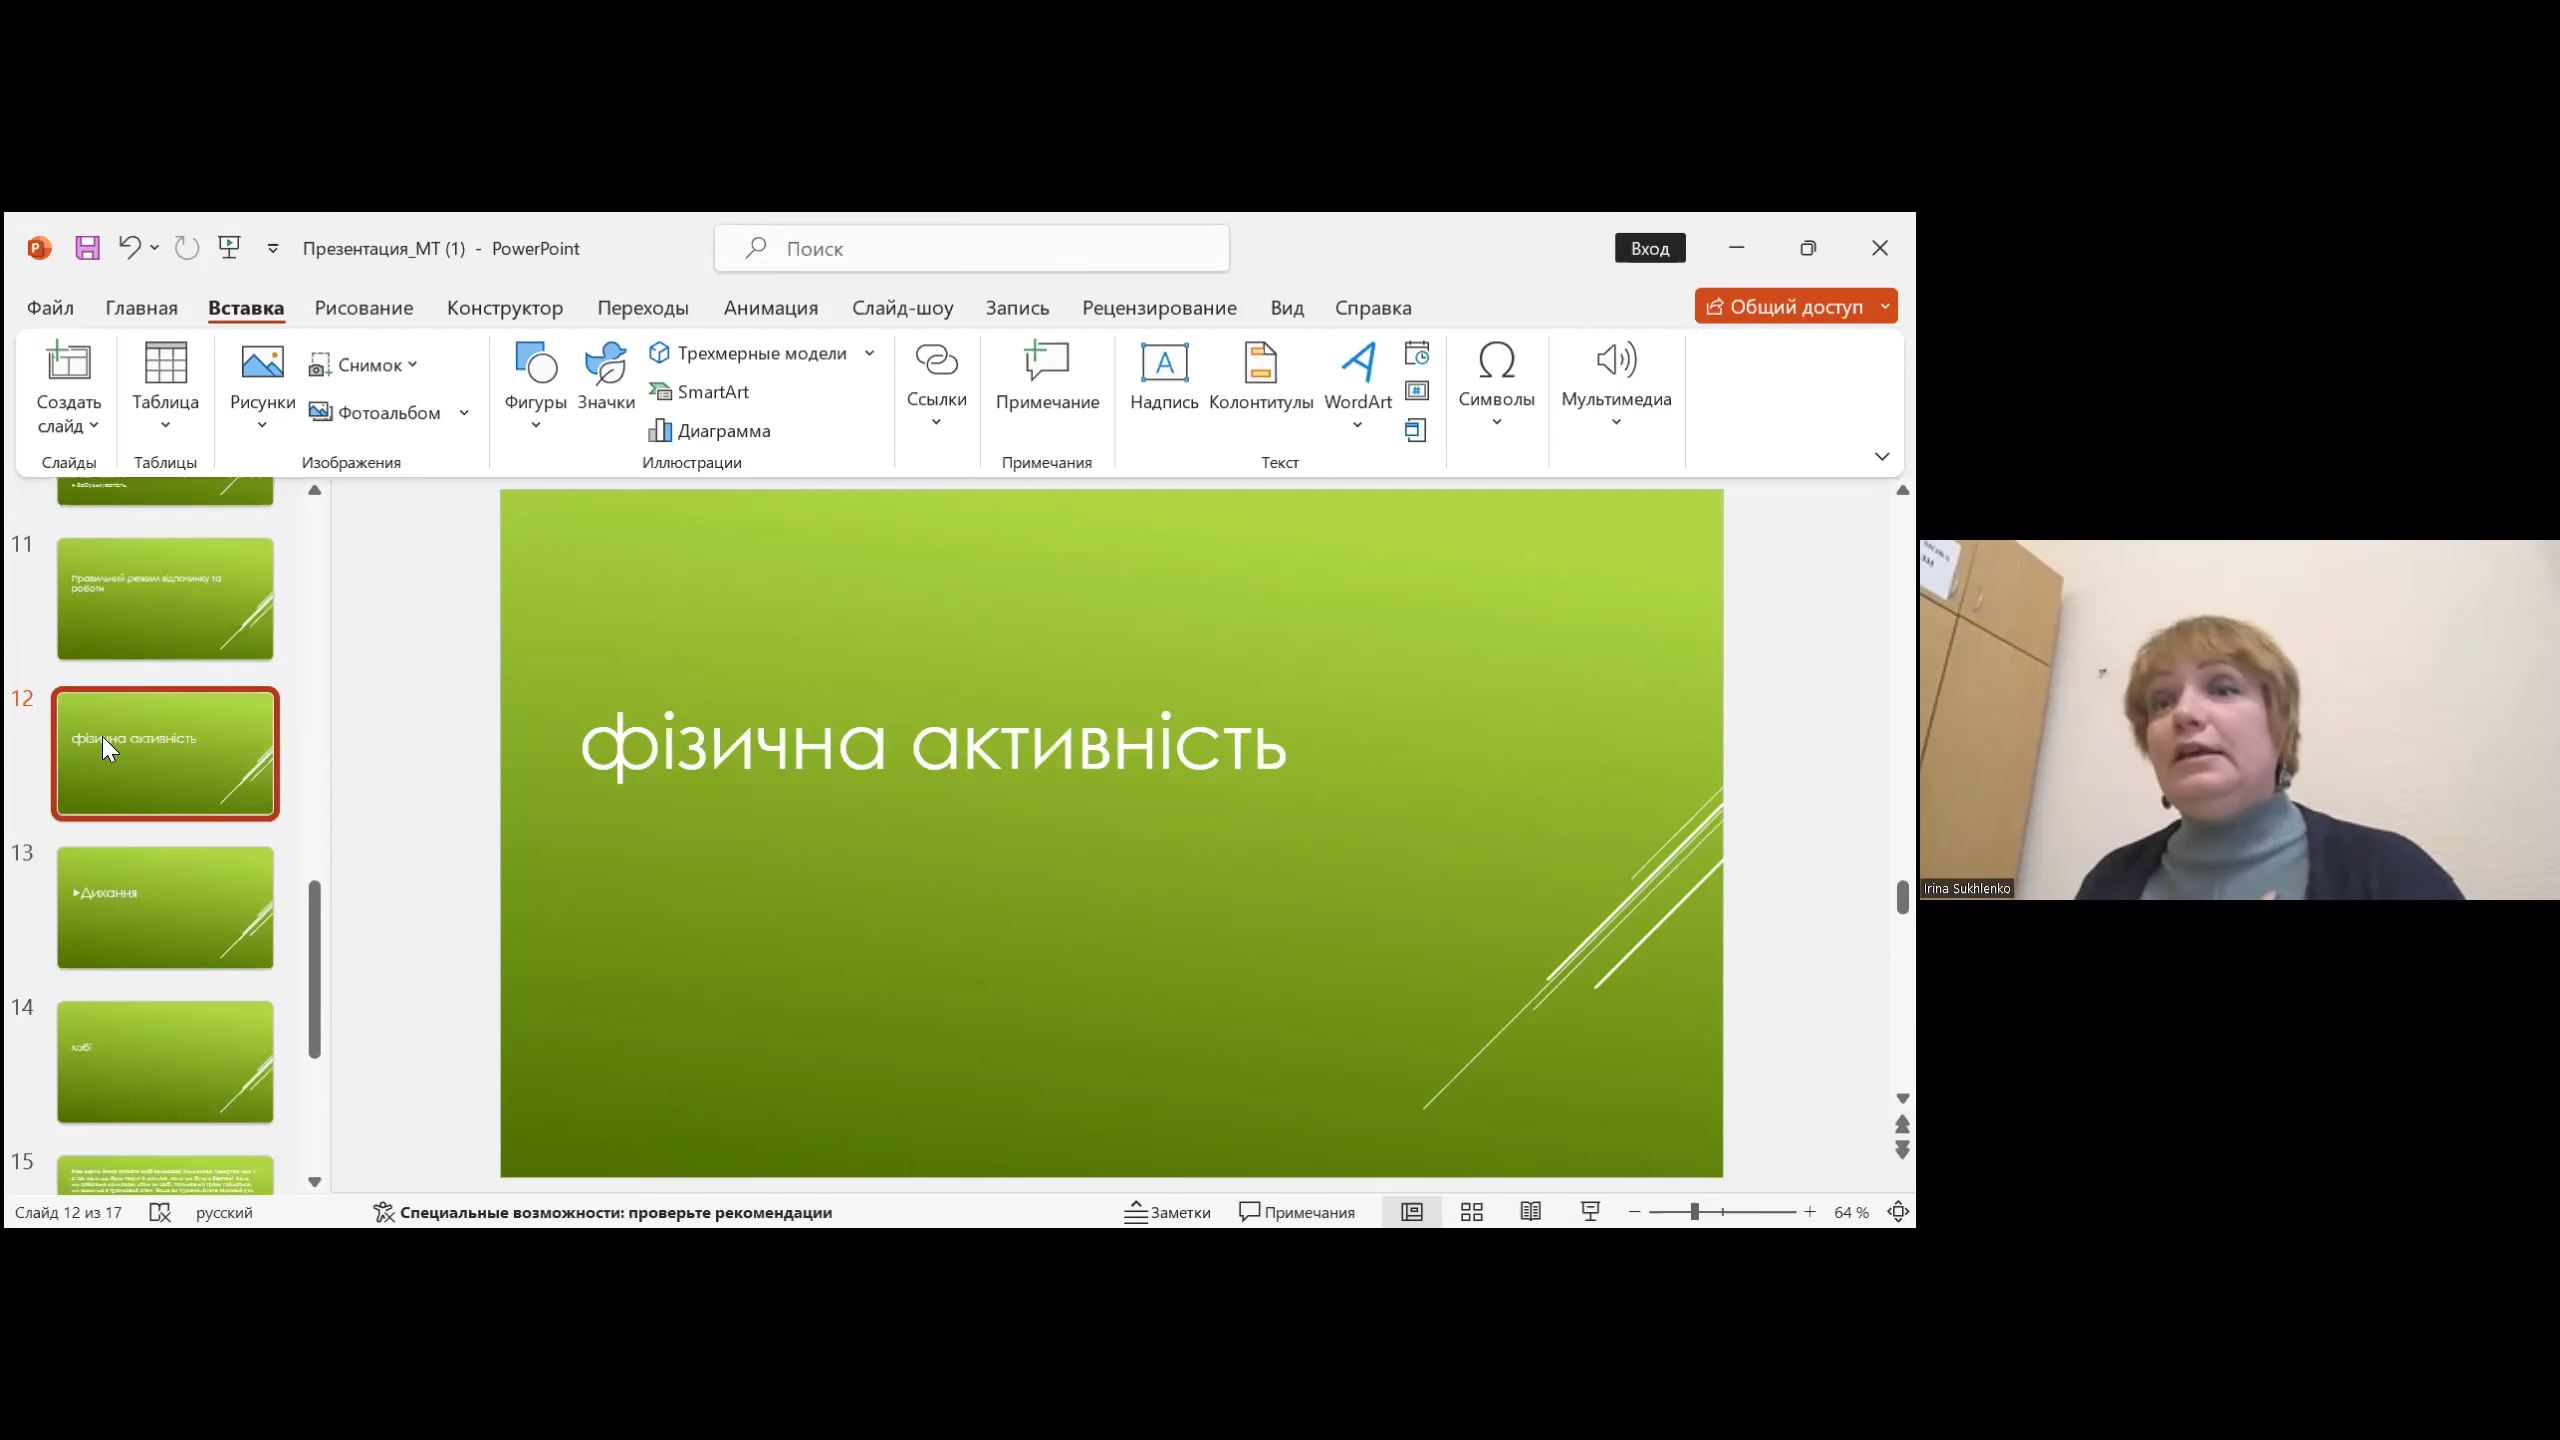 Презентация_МТ (1) - PowerPoint
Поиск
Вход
Файл Главная Вставка Рисование Конструктор Переходы Анимация Слайд-шоу Запись Рецензирование Вид Справка
Общий доступ
Создать слайд
Слайды
Таблица
Таблицы
Рисунки
Снимок
Фотоальбом
Изображения
Фигуры
Значки
Трехмерные модели
SmartArt
Диаграмма
Иллюстрации
Ссылки
Примечание
Примечания
Надпись
Колонтитулы
WordArt
Текст
Символы
Мультимедиа
Забудькуватість.
11
Правильний режим відпочинку та
роботи
12
фізична активність
13
Дихання
14
хобі
15
фізична активність
Irina Sukhlenko
Слайд 12 из 17
русский
Специальные возможности: проверьте рекомендации
Заметки
Примечания
64 %